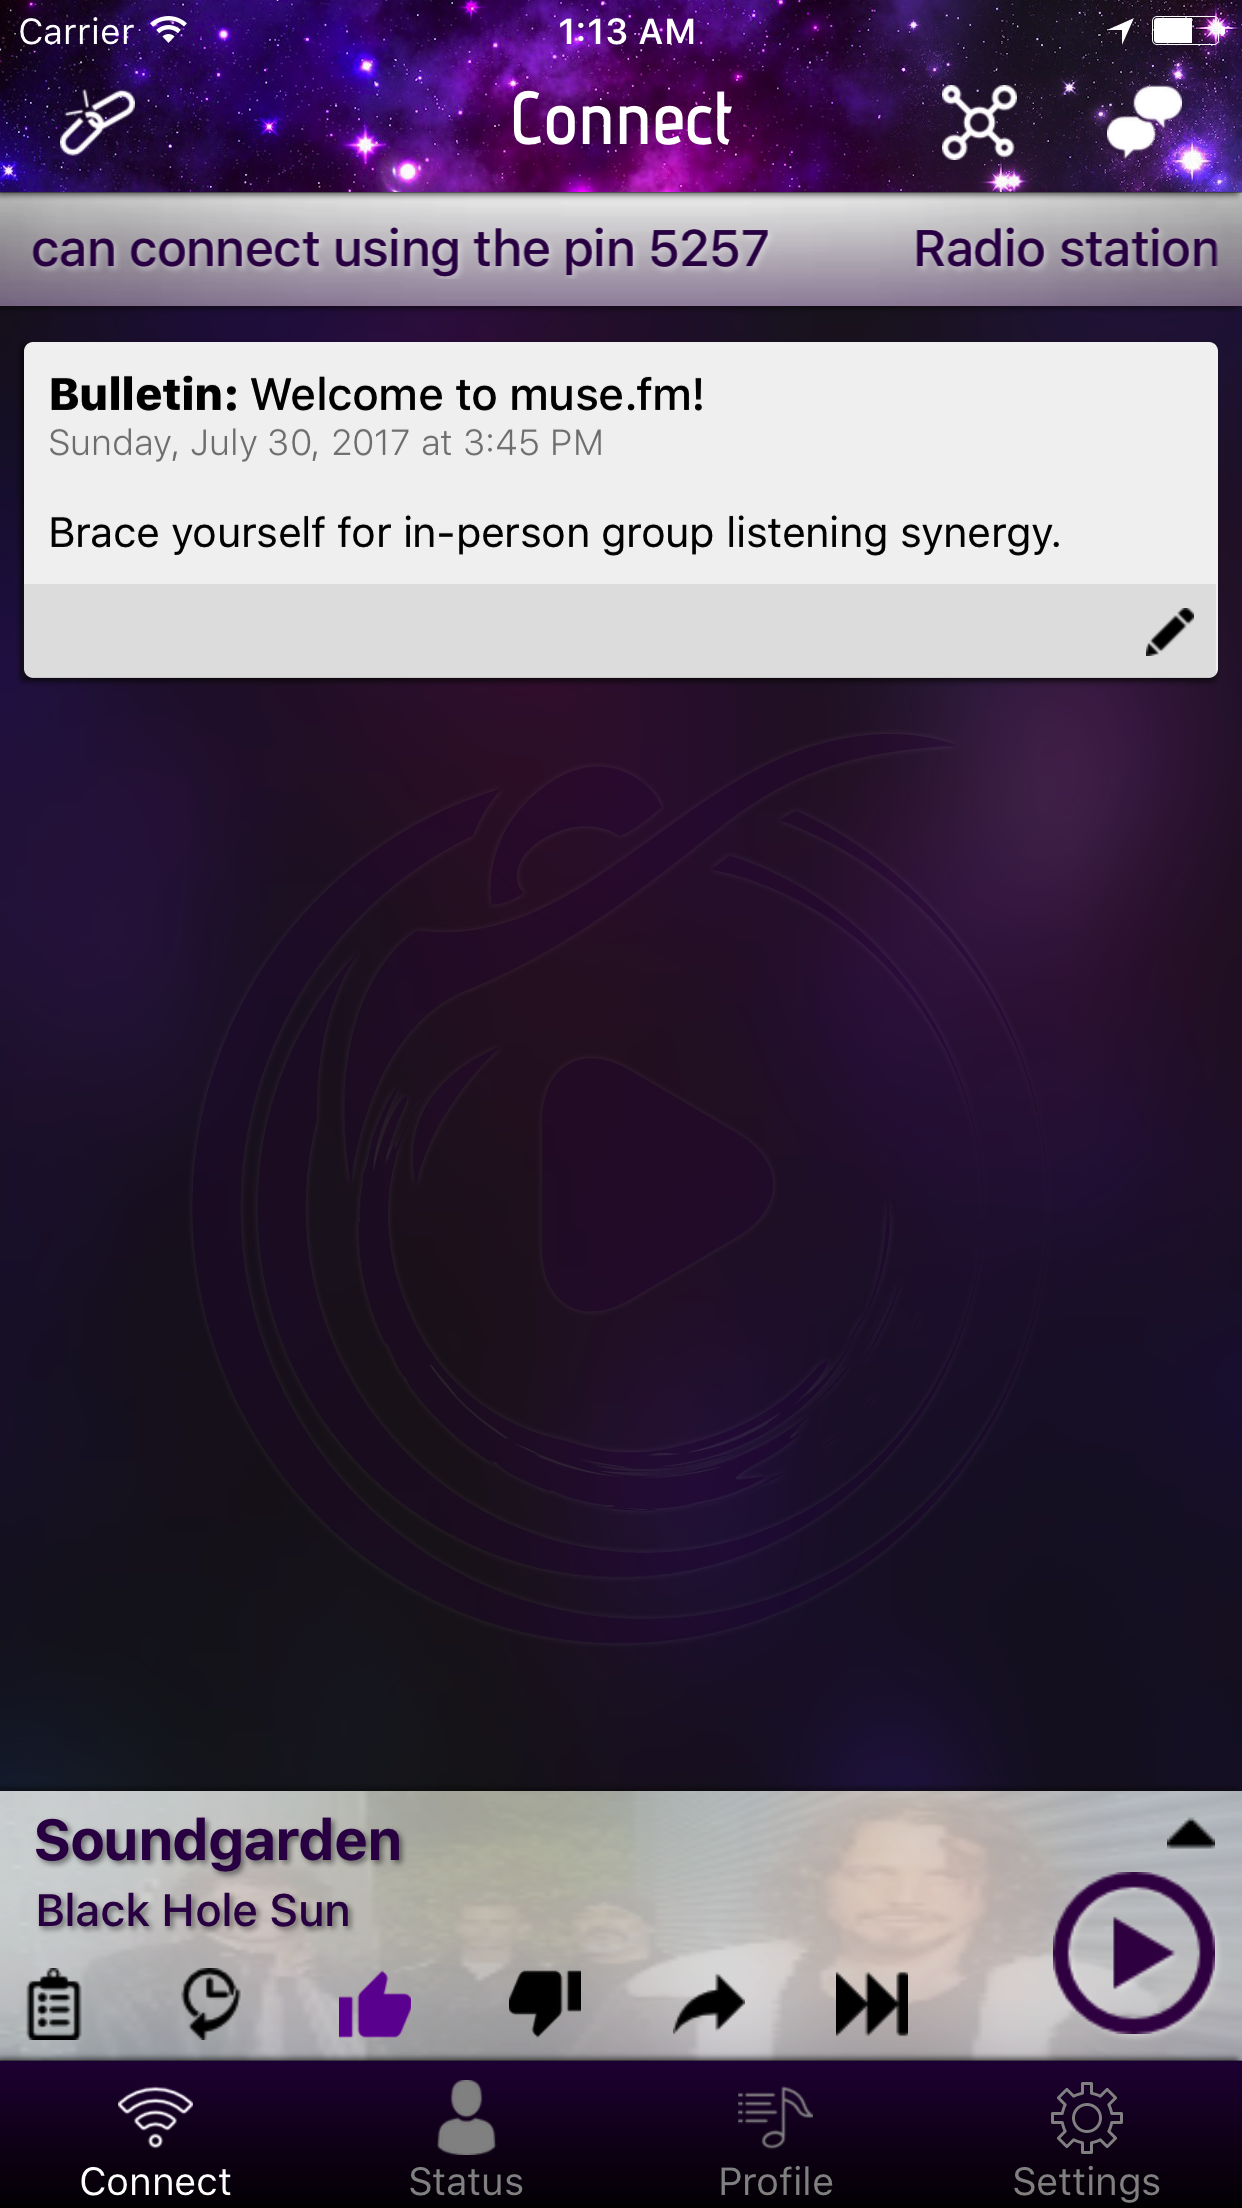 Carrier 1:13 AM
Connect
can connect using the pin 5257 Radio station
Bulletin: Welcome to muse.fm!
Sunday, July 30, 2017 at 3:45 PM
Brace yourself for in-person group listening synergy.
Soundgarden
Black Hole Sun
Connect Status Profile Settings